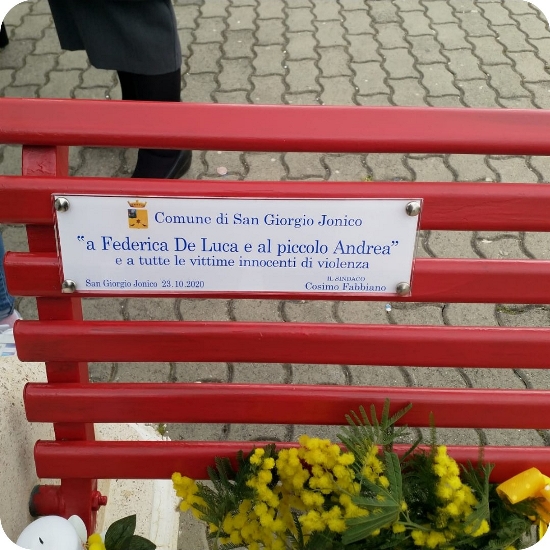 Comune di San Giorgio Jonico
"a Federica De Luca e al piccolo Andrea"
e a tutte le vittime innocenti di violenza
San Giorgio Jonico 23.10.2020
IL SINDACO
Cosimo Fabbiano